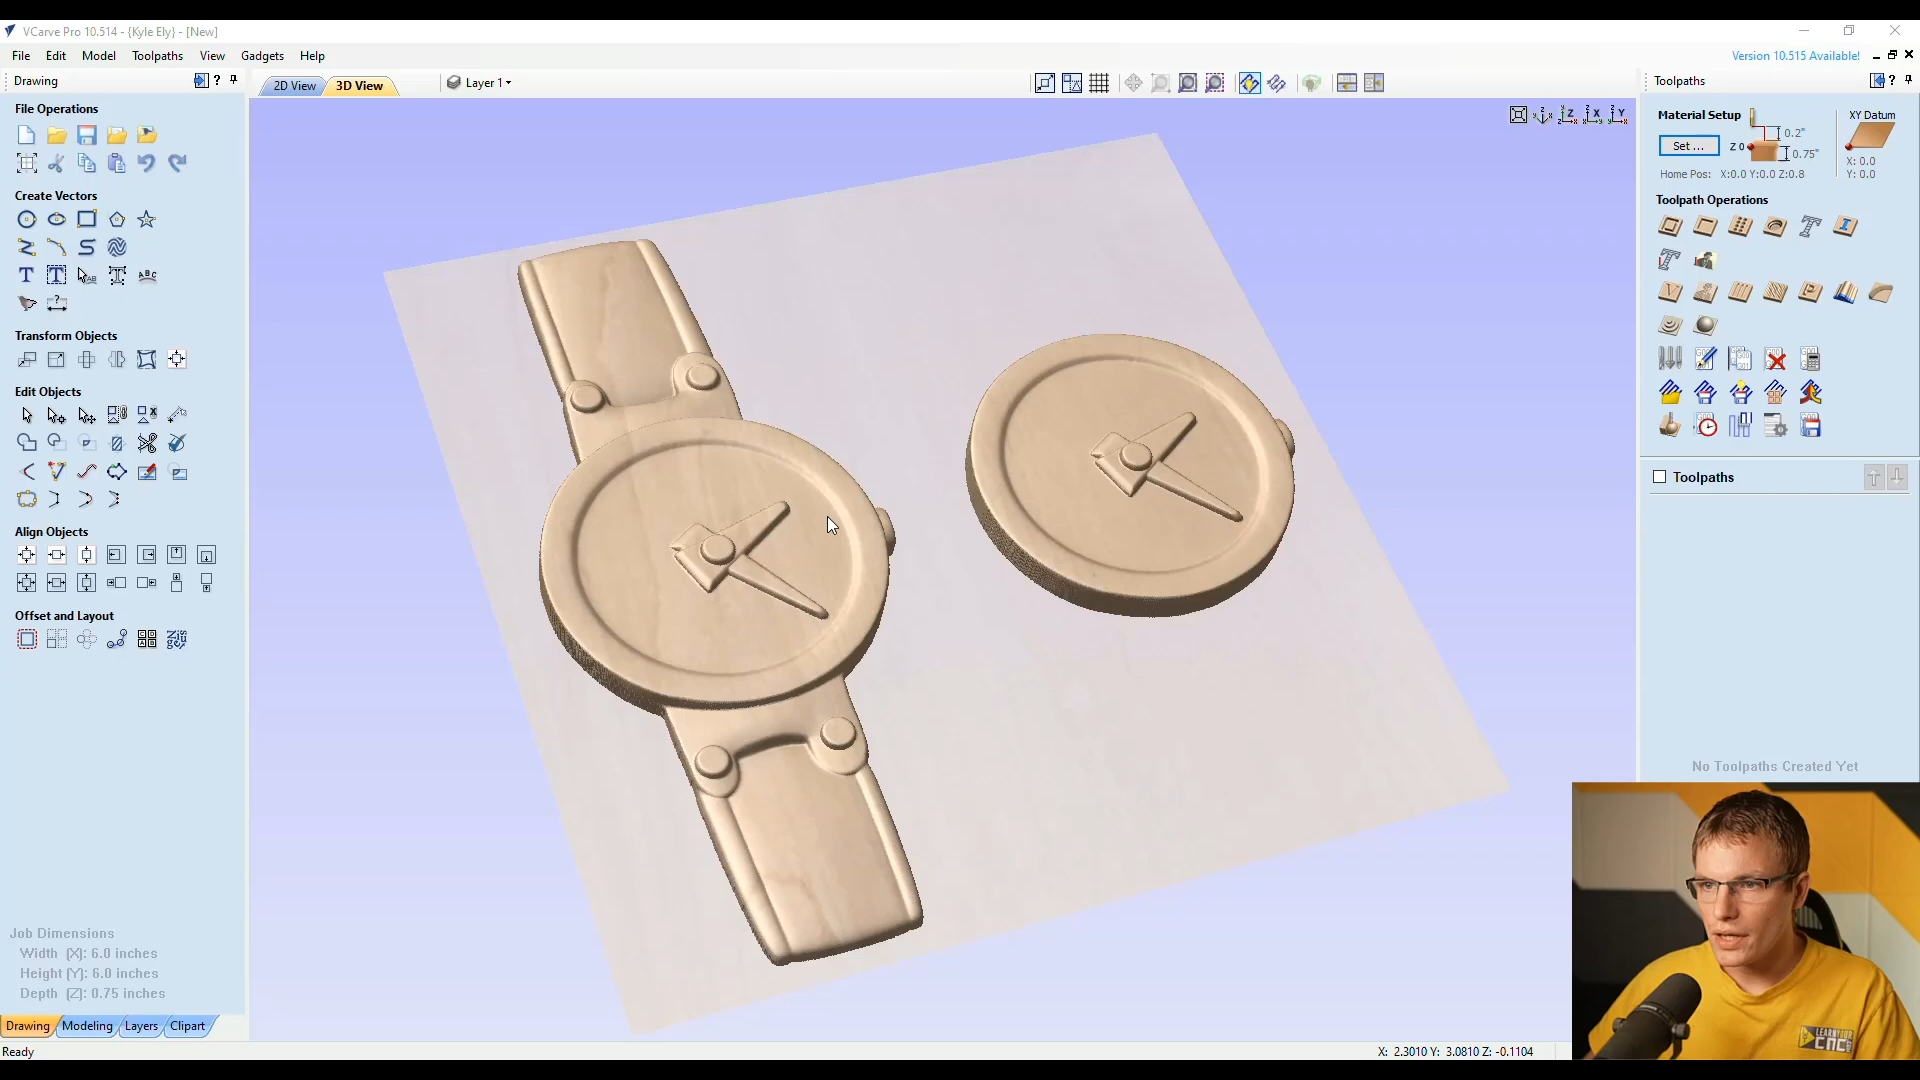 VCarve Pro 10.514 - {Kyle Ely} - [New]
File Edit Model Toolpaths View Gadgets Help
Version 10.515 Available!
Drawing
2D View
3D View
Layer 1
Toolpaths
File Operations
Create Vectors
Transform Objects
Edit Objects
Align Objects
Offset and Layout
Job Dimensions
Width (X): 6.0 inches
Height (Y): 6.0 inches
Depth (Z): 0.75 inches
Drawing Modeling Layers Clipart
Ready
X: 2.3010 Y: 3.0810 Z: -0.1104
Material Setup
Set ...
Z 0
0.2"
0.75"
XY Datum
X: 0.0
Y: 0.0
Home Pos: X:0.0 Y:0.0 Z:0.8
Toolpath Operations
Toolpaths
No Toolpaths Created Yet
LEARN YOUR
CNC